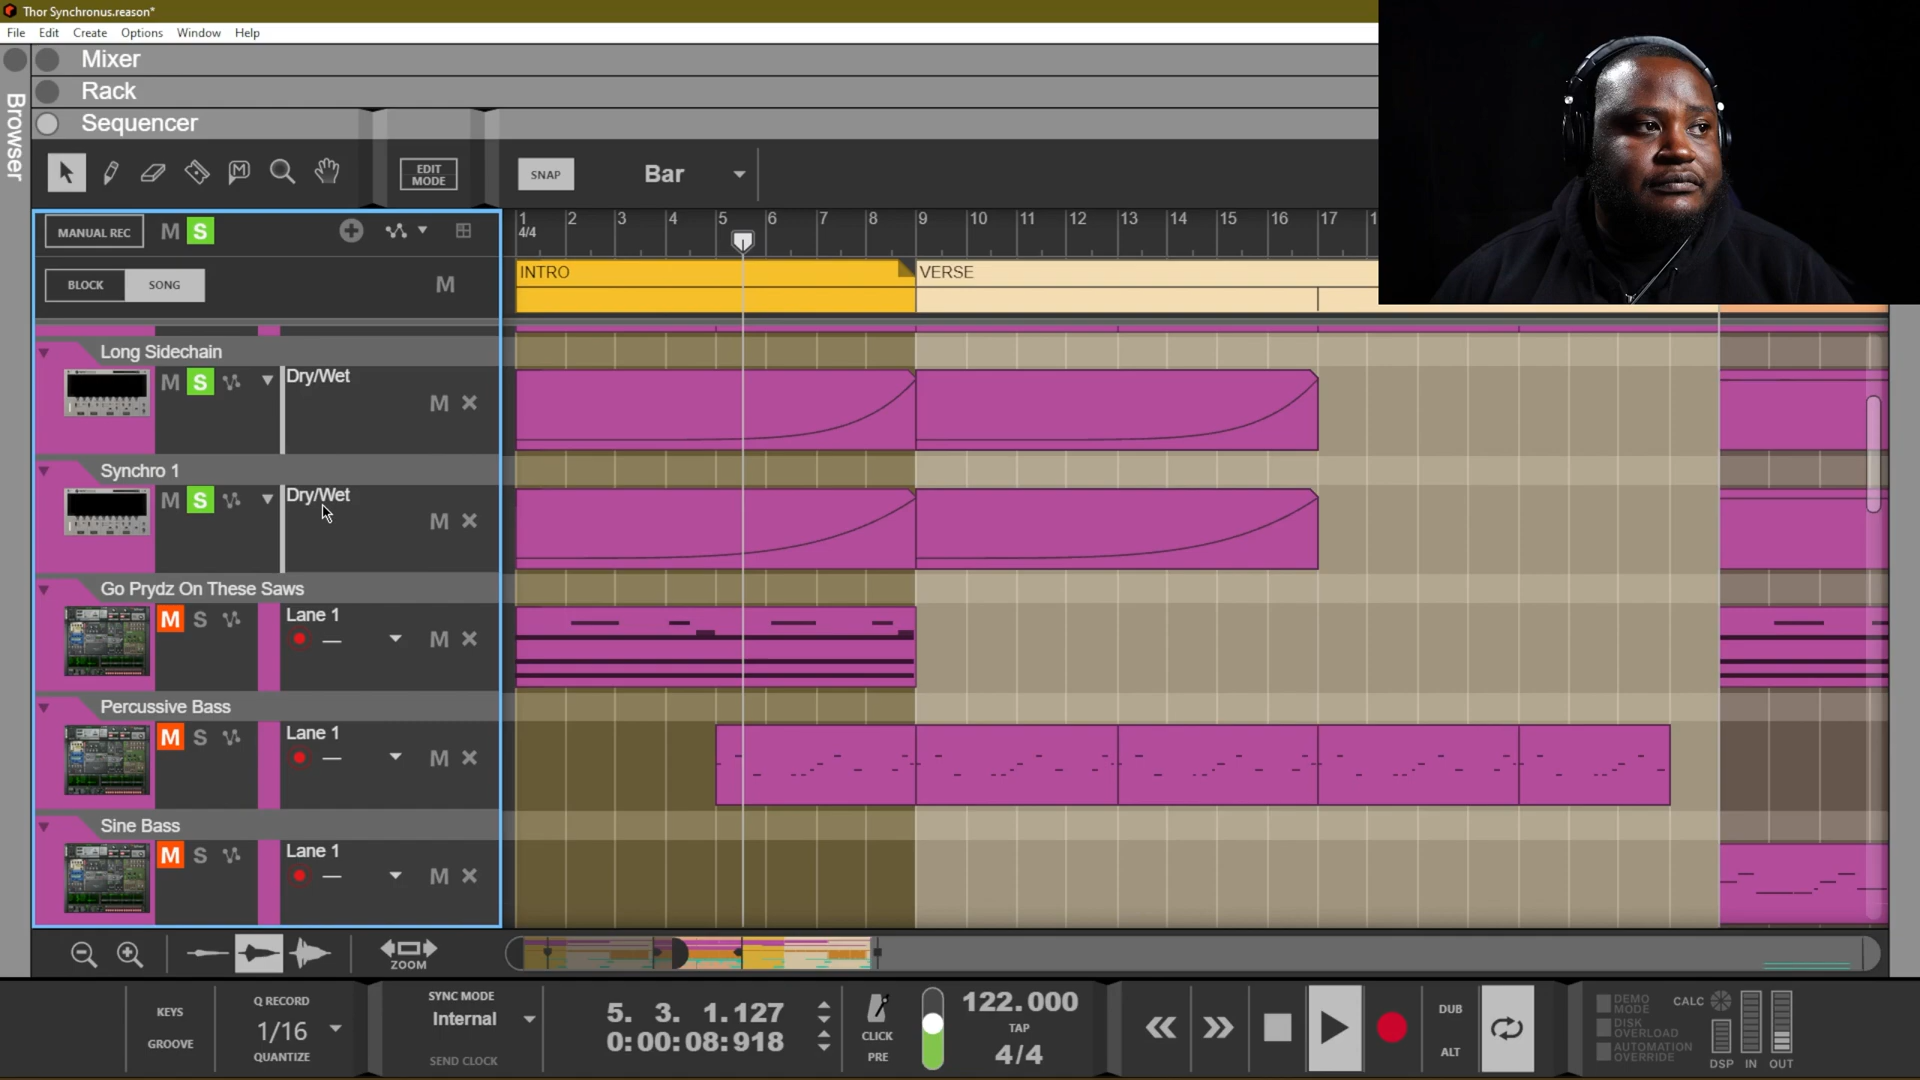 Thor Synchronus.reason*
File Edit Create Options Window Help
Browser
Mixer
Rack
Sequencer
EDIT MODE
SNAP
Bar
MANUAL REC M S
BLOCK SONG M
1 2 3 4 5 6 7 8 9 10 11 12 13 14 15 16 17
4/4
INTRO VERSE
Long Sidechain
M S Dry/Wet
M
Synchro 1
M S Dry/Wet
M
Go Prydz On These Saws
M S Lane 1
M
Percussive Bass
M S Lane 1
M
Sine Bass
M S Lane 1
M
ZOOM
KEYS
GROOVE
Q RECORD
1/16
QUANTIZE
SYNC MODE
Internal
SEND CLOCK
5. 3. 1.127
0:00:08:918
CLICK
PRE
122.000
TAP
4/4
DUB
ALT
DEMO MODE
DISK OVERLOAD
AUTOMATION OVERRIDE
CALC
DSP IN OUT